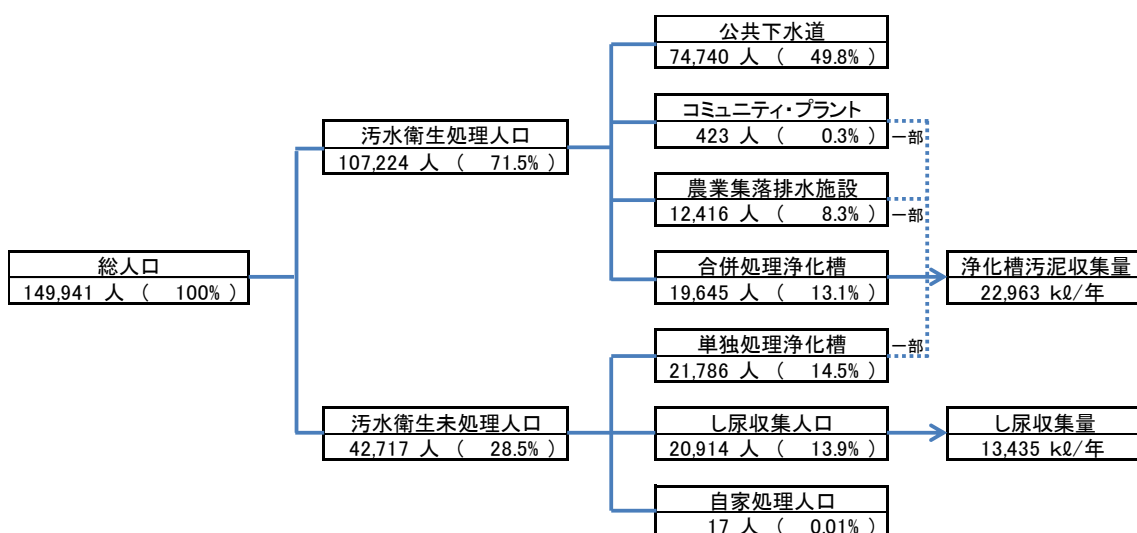 公共下水道
74,740 人 ( 49.8% )
コミュニティ・プラント
423 人 ( 0.3% )
一部
汚水衛生処理人口
107,224 人 ( 71.5% )
農業集落排水施設
12,416 人 ( 8.3% )
一部
総人口
149,941 人 ( 100% )
合併処理浄化槽
19,645 人 ( 13.1% )
浄化槽汚泥収集量
22,963 kℓ/年
単独処理浄化槽
21,786 人 ( 14.5% )
一部
汚水衛生未処理人口
42,717 人 ( 28.5% )
し尿収集人口
20,914 人 ( 13.9% )
し尿収集量
13,435 kℓ/年
自家処理人口
17 人 ( 0.01% )